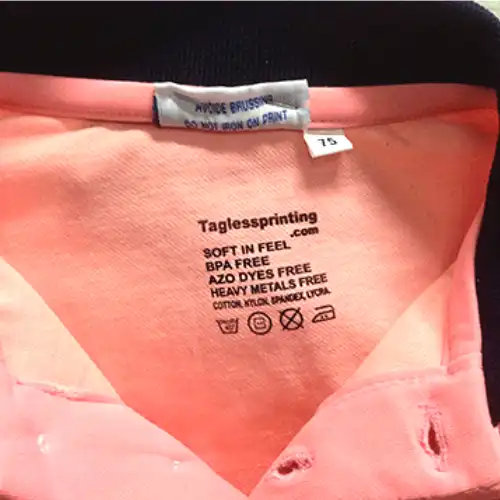 AVOIDE BRUSSING
DO NOT IRON ON PRINT
75
Taglessprinting
.com
SOFT IN FEEL
BPA FREE
AZO DYES FREE
HEAVY METALS FREE
COTTON, NYLON, SPANDEX, LYCRA.